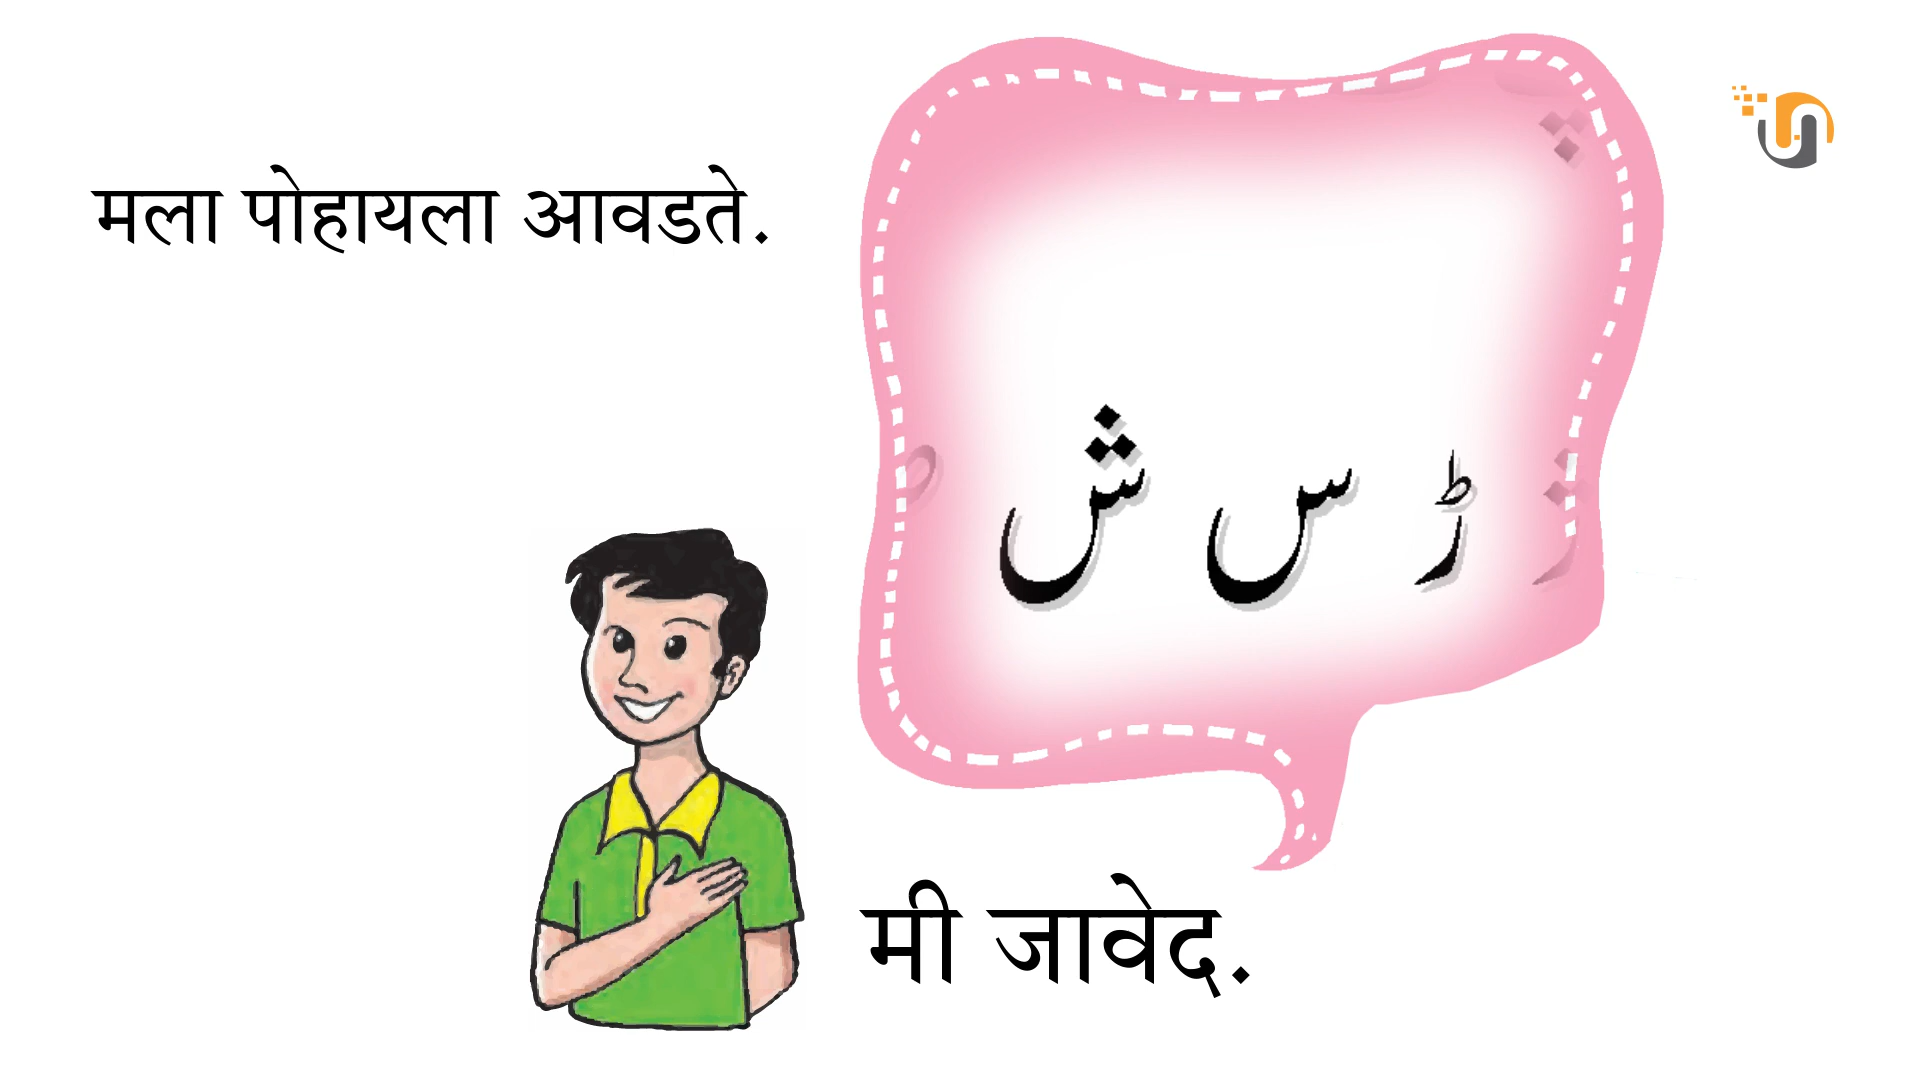 मला पोहायला आवडते.
ڑ س ش
मी जावेद.